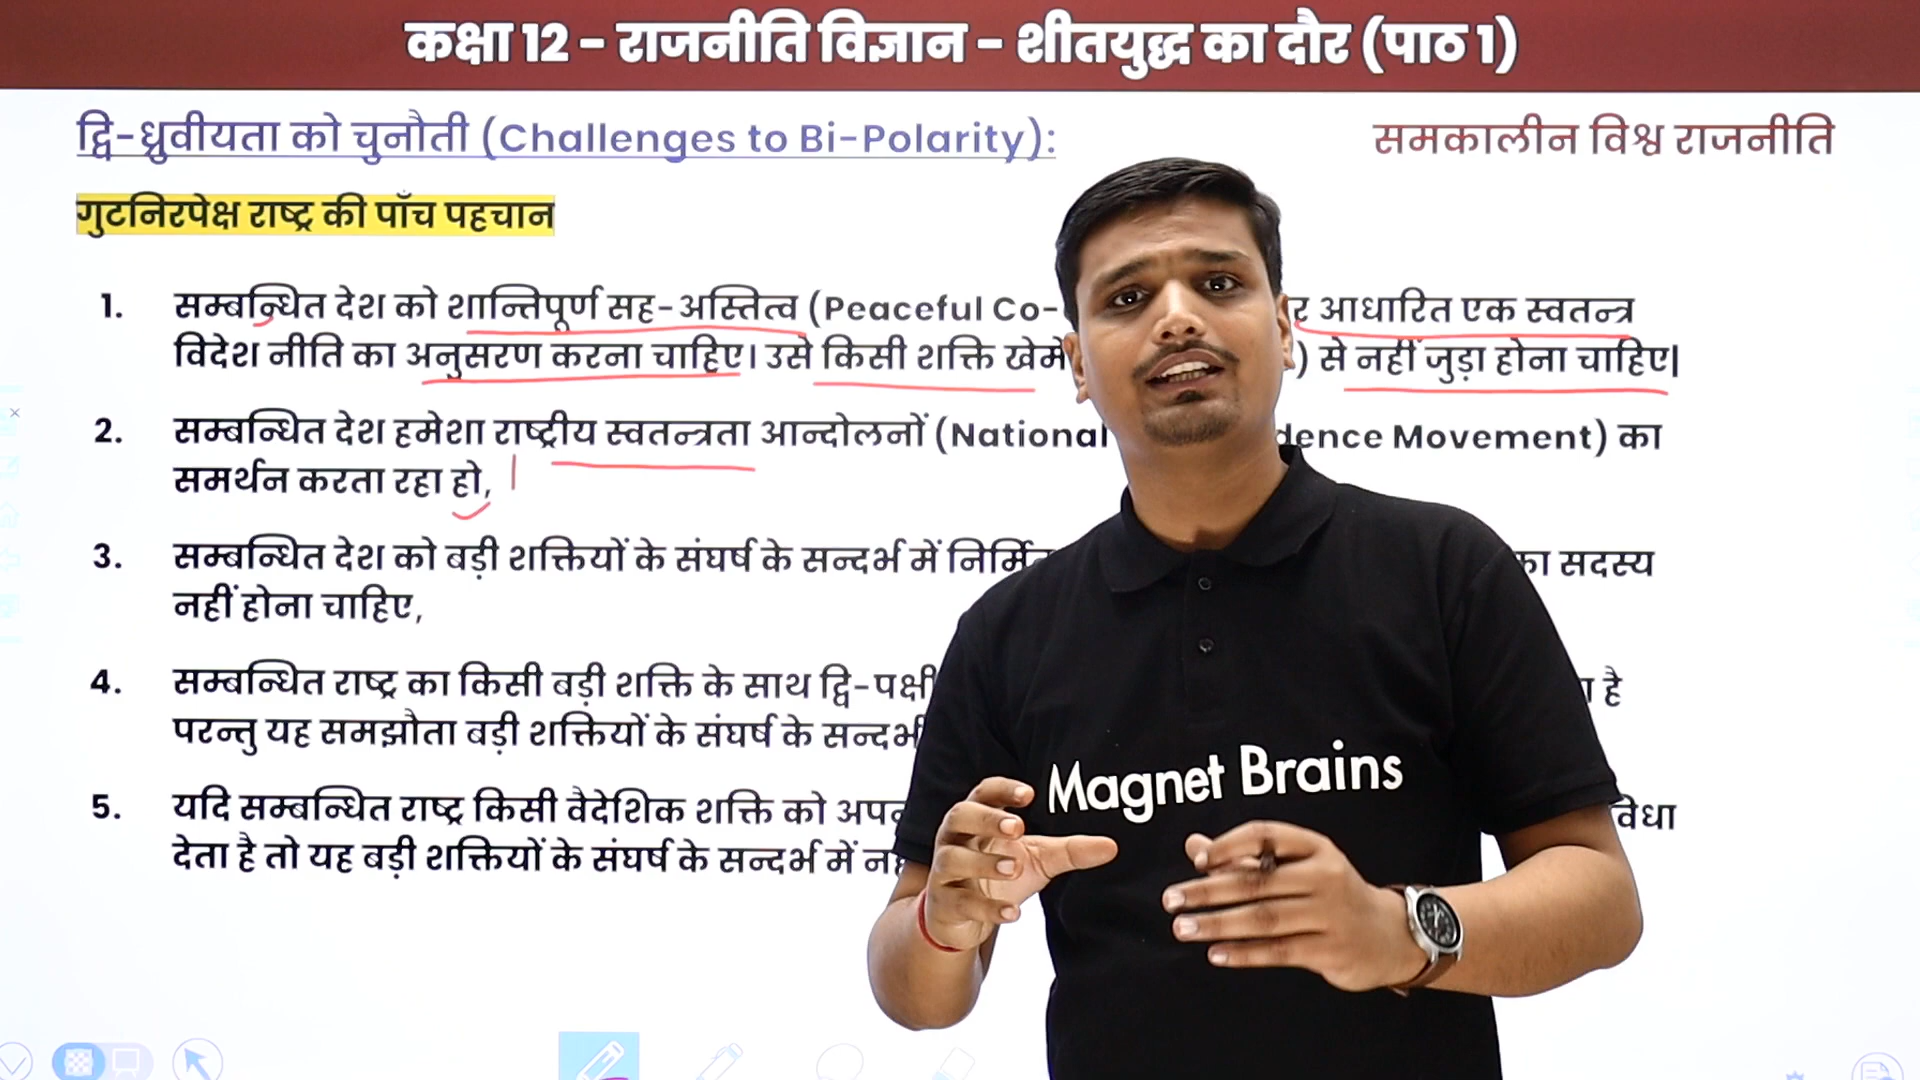 कक्षा 12 - राजनीति विज्ञान - शीतयुद्ध का दौर (पाठ 1)
द्वि-ध्रुवीयता को चुनौती (Challenges to Bi-Polarity):
समकालीन विश्व राजनीति
गुटनिरपेक्ष राष्ट्र की पाँच पहचान
1. सम्बन्धित देश को शान्तिपूर्ण सह-अस्तित्व (Peaceful Co- आधारित एक स्वतन्त्र
विदेश नीति का अनुसरण करना चाहिए। उसे किसी शक्ति खेमे ) से नहीं जुड़ा होना चाहिए|
2. सम्बन्धित देश हमेशा राष्ट्रीय स्वतन्त्रता आन्दोलनों (National dence Movement) का
समर्थन करता रहा हो,
3. सम्बन्धित देश को बड़ी शक्तियों के संघर्ष के सन्दर्भ में का सदस्य
नहीं होना चाहिए,
4. सम्बन्धित राष्ट्र का किसी बड़ी शक्ति के साथ द्वि-पक्षी है
परन्तु यह समझौता बड़ी शक्तियों के संघर्ष के सन्दर्भ
5. यदि सम्बन्धित राष्ट्र किसी वैदेशिक शक्ति को
देता है तो यह बड़ी शक्तियों के संघर्ष के सन्दर्भ में
Magnet Brains